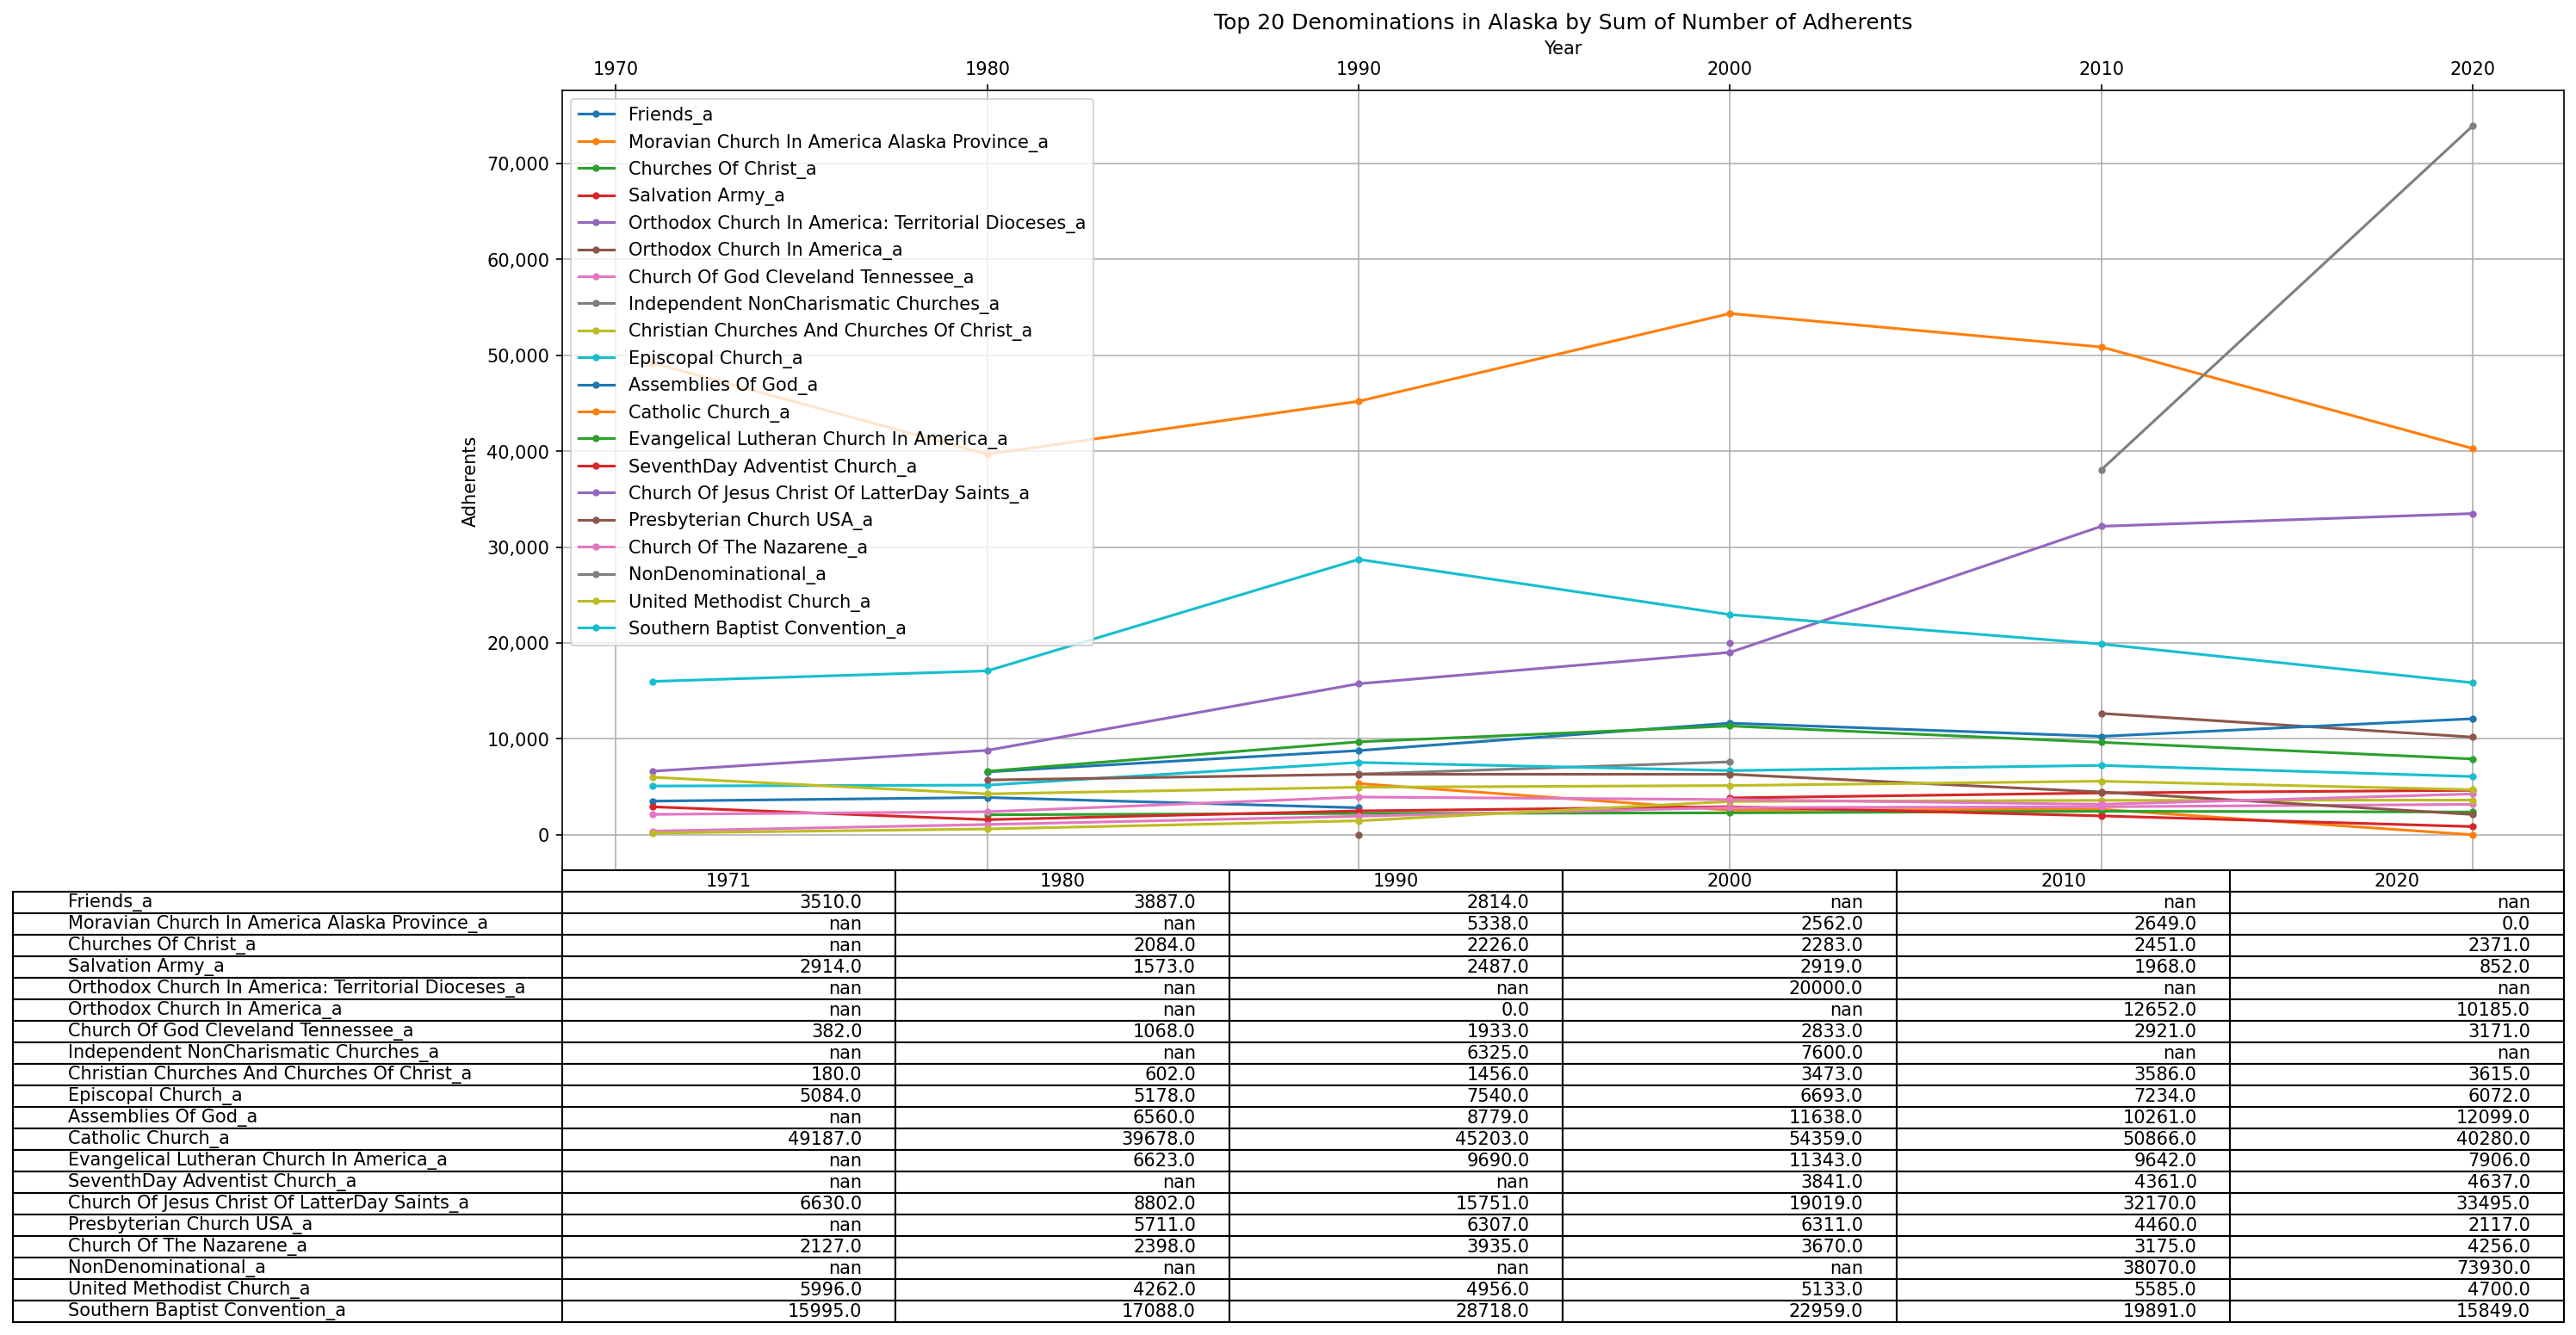 Top 20 Denominations in Alaska by Sum of Number of Adherents
Year
1970 1980 1990 2000 2010 2020
Adherents
70,000
60,000
50,000
40,000
30,000
20,000
10,000
0
Friends_a
Moravian Church In America Alaska Province_a
Churches Of Christ_a
Salvation Army_a
Orthodox Church In America: Territorial Dioceses_a
Orthodox Church In America_a
Church Of God Cleveland Tennessee_a
Independent NonCharismatic Churches_a
Christian Churches And Churches Of Christ_a
Episcopal Church_a
Assemblies Of God_a
Catholic Church_a
Evangelical Lutheran Church In America_a
SeventhDay Adventist Church_a
Church Of Jesus Christ Of LatterDay Saints_a
Presbyterian Church USA_a
Church Of The Nazarene_a
NonDenominational_a
United Methodist Church_a
Southern Baptist Convention_a
1971 1980 1990 2000 2010 2020
Friends_a 3510.0 3887.0 2814.0 nan nan nan
Moravian Church In America Alaska Province_a nan nan 5338.0 2562.0 2649.0 0.0
Churches Of Christ_a nan 2084.0 2226.0 2283.0 2451.0 2371.0
Salvation Army_a 2914.0 1573.0 2487.0 2919.0 1968.0 852.0
Orthodox Church In America: Territorial Dioceses_a nan nan nan 20000.0 nan nan
Orthodox Church In America_a nan nan 0.0 nan 12652.0 10185.0
Church Of God Cleveland Tennessee_a 382.0 1068.0 1933.0 2833.0 2921.0 3171.0
Independent NonCharismatic Churches_a nan nan 6325.0 7600.0 nan nan
Christian Churches And Churches Of Christ_a 180.0 602.0 1456.0 3473.0 3586.0 3615.0
Episcopal Church_a 5084.0 5178.0 7540.0 6693.0 7234.0 6072.0
Assemblies Of God_a nan 6560.0 8779.0 11638.0 10261.0 12099.0
Catholic Church_a 49187.0 39678.0 45203.0 54359.0 50866.0 40280.0
Evangelical Lutheran Church In America_a nan 6623.0 9690.0 11343.0 9642.0 7906.0
SeventhDay Adventist Church_a nan nan nan 3841.0 4361.0 4637.0
Church Of Jesus Christ Of LatterDay Saints_a 6630.0 8802.0 15751.0 19019.0 32170.0 33495.0
Presbyterian Church USA_a nan 5711.0 6307.0 6311.0 4460.0 2117.0
Church Of The Nazarene_a 2127.0 2398.0 3935.0 3670.0 3175.0 4256.0
NonDenominational_a nan nan nan nan 38070.0 73930.0
United Methodist Church_a 5996.0 4262.0 4956.0 5133.0 5585.0 4700.0
Southern Baptist Convention_a 15995.0 17088.0 28718.0 22959.0 19891.0 15849.0